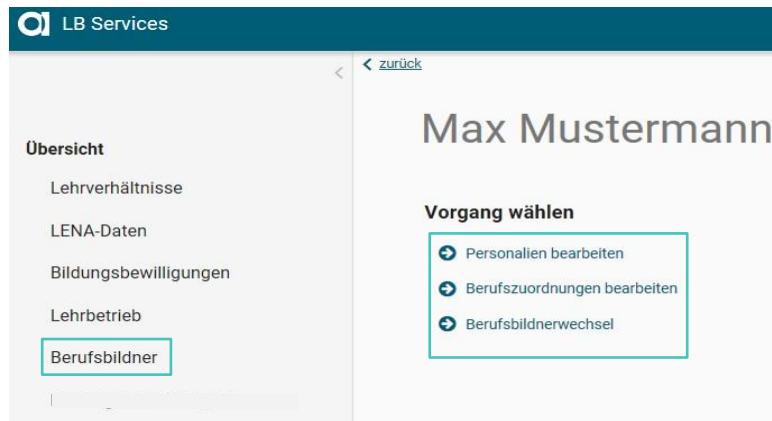 LB Services
zurück
Max Mustermann
Übersicht
Lehrverhältnisse
LENA-Daten
Bildungsbewilligungen
Lehrbetrieb
Berufsbildner
Vorgang wählen
Personalien bearbeiten
Berufszuordnungen bearbeiten
Berufsbildnerwechsel